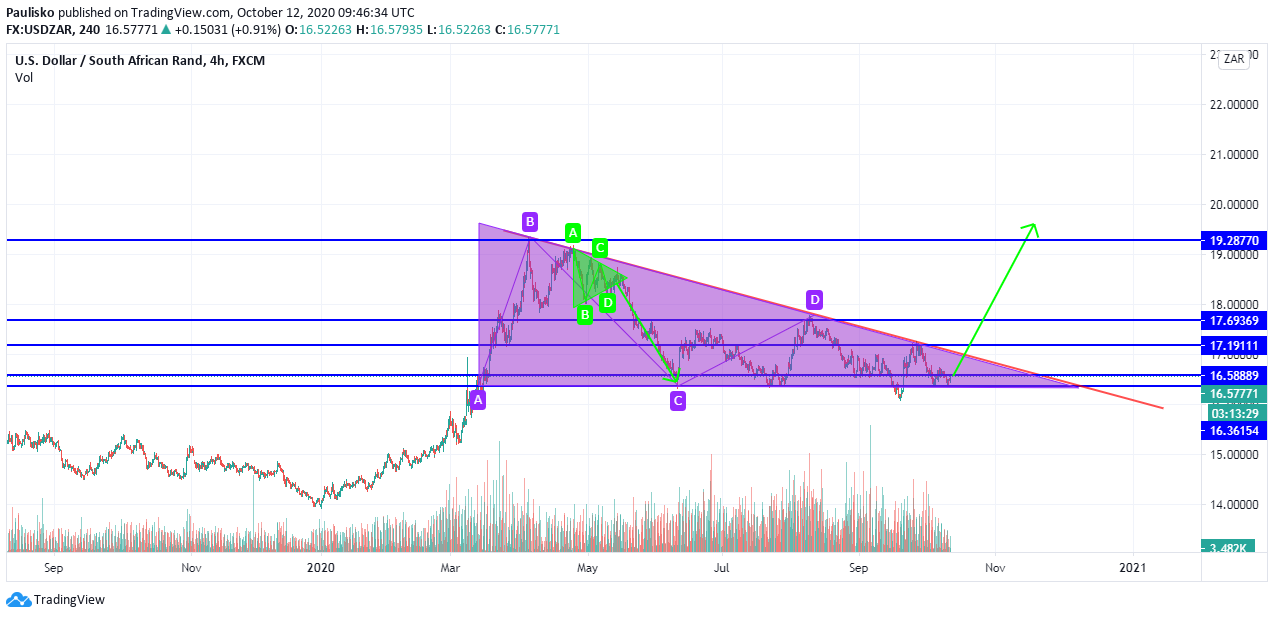 Paulisko published on TradingView.com, October 12, 2020 09:46:34 UTC
FX:USDZAR, 240 16.57771 ▲ +0.15031 (+0.91%) O:16.52263 H:16.57935 L:16.52263 C:16.57771
U.S. Dollar / South African Rand, 4h, FXCM
Vol
ZAR
22.00000
21.00000
20.00000
19.28770
19.00000
18.00000
17.69369
17.19111
17.00000
16.58889
16.57771
03:13:29
16.36154
15.00000
14.00000
3.482K
B
A
C
B
D
D
A
C
Sep
Nov
2020
Mar
May
Jul
Sep
Nov
2021
TradingView